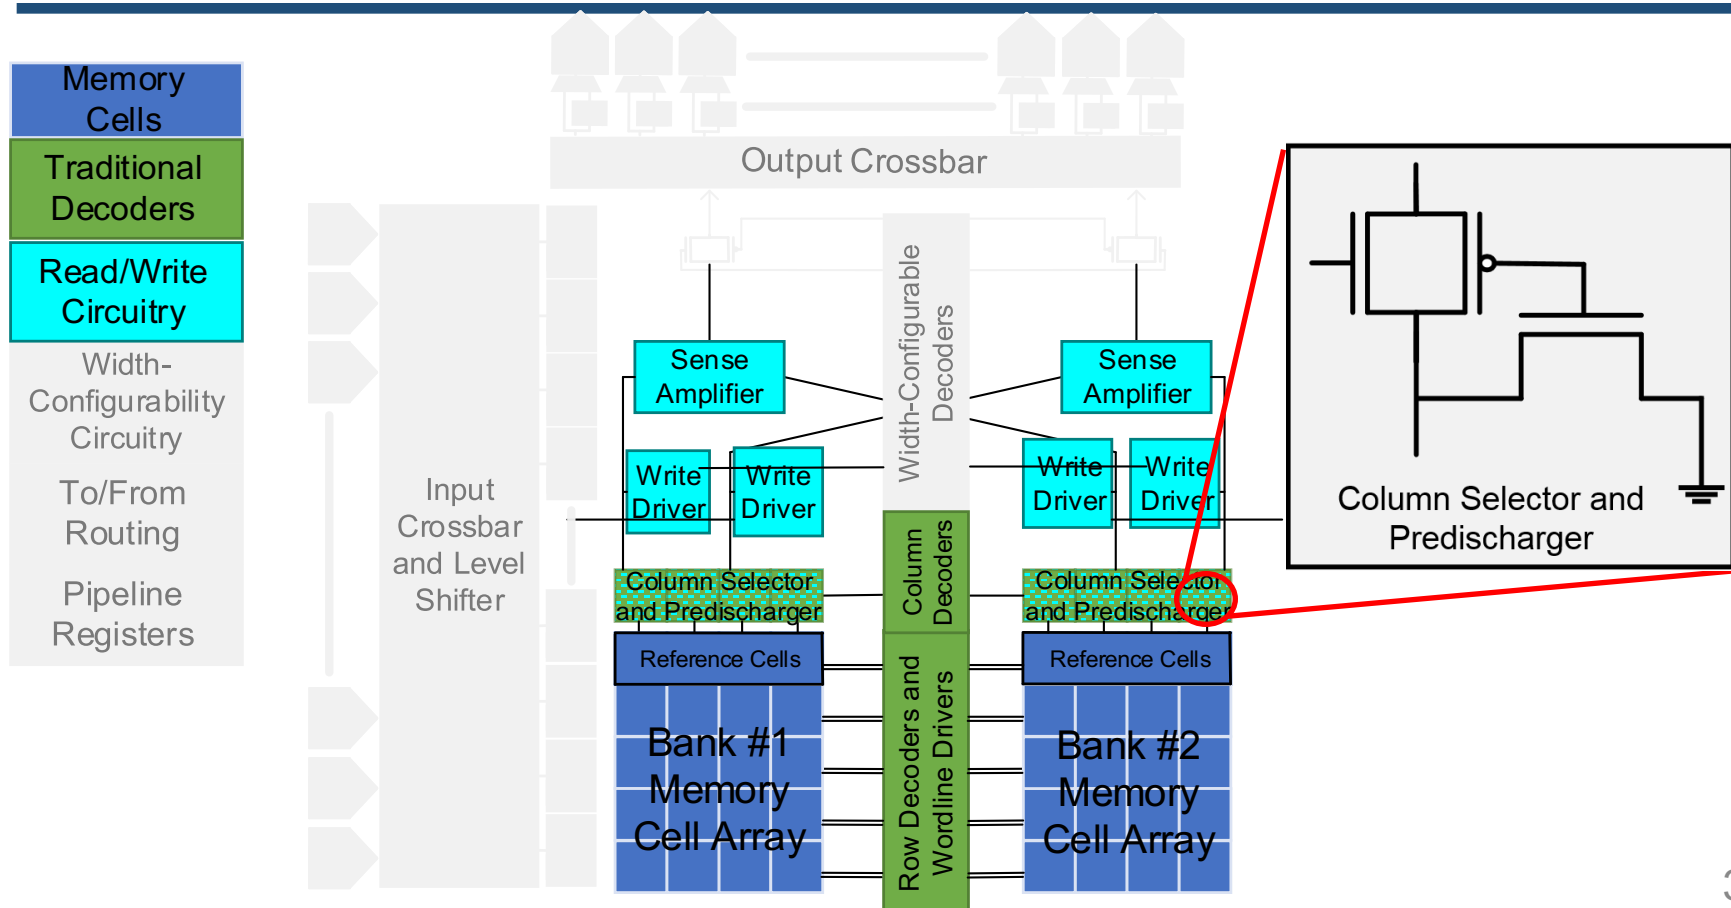 Memory
Cells
Traditional
Decoders
Read/Write
Circuitry
Width-
Configurability
Circuitry
To/From
Routing
Pipeline
Registers
Output Crossbar
Input
Crossbar
and Level
Shifter
Width-Configurable
Decoders
Sense
Amplifier
Sense
Amplifier
Write
Driver
Write
Driver
Write
Driver
Write
Driver
Column
Decoders
Column Selector
and Predischarger
Column Selector
and Predischarger
Reference Cells
Reference Cells
Row Decoders and
Wordline Drivers
Bank #1
Memory
Cell Array
Bank #2
Memory
Cell Array
Column Selector and
Predischarger